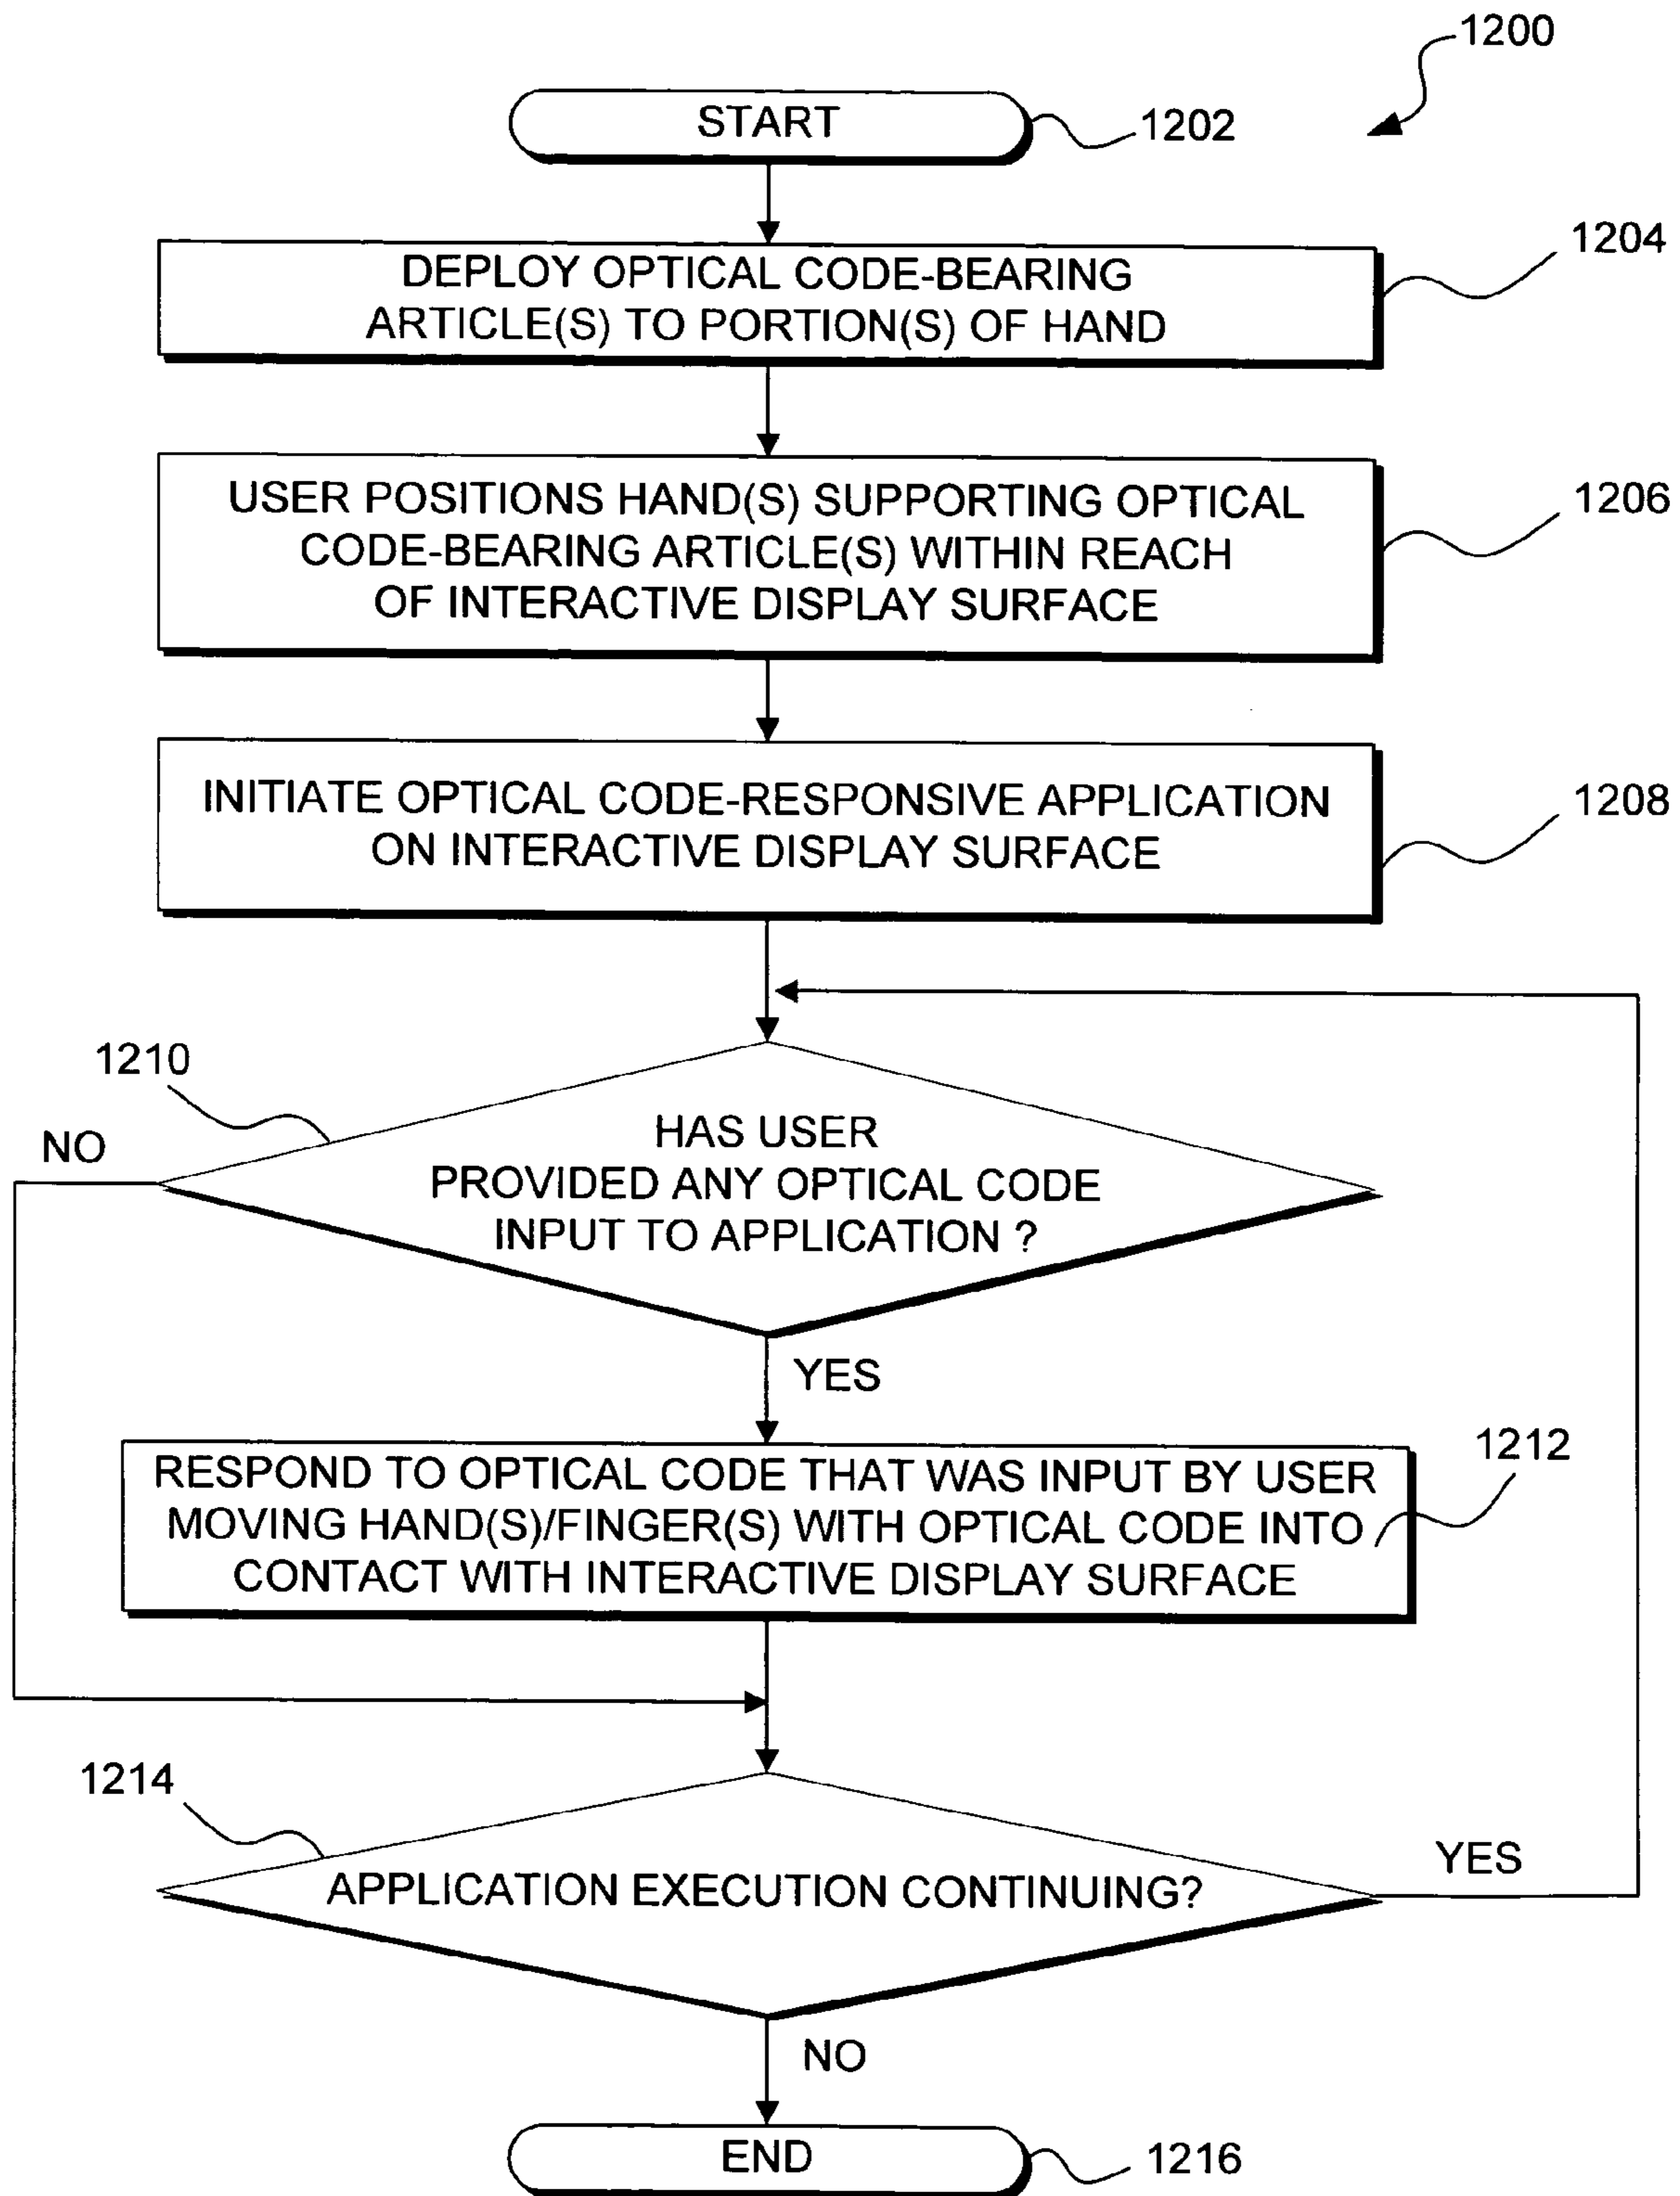 1200
START
1202
DEPLOY OPTICAL CODE-BEARING
ARTICLE(S) TO PORTION(S) OF HAND
1204
USER POSITIONS HAND(S) SUPPORTING OPTICAL
CODE-BEARING ARTICLE(S) WITHIN REACH
OF INTERACTIVE DISPLAY SURFACE
1206
INITIATE OPTICAL CODE-RESPONSIVE APPLICATION
ON INTERACTIVE DISPLAY SURFACE
1208
1210
NO
HAS USER
PROVIDED ANY OPTICAL CODE
INPUT TO APPLICATION ?
YES
RESPOND TO OPTICAL CODE THAT WAS INPUT BY USER
MOVING HAND(S)/FINGER(S) WITH OPTICAL CODE INTO
CONTACT WITH INTERACTIVE DISPLAY SURFACE
1212
1214
APPLICATION EXECUTION CONTINUING?
YES
NO
END
1216